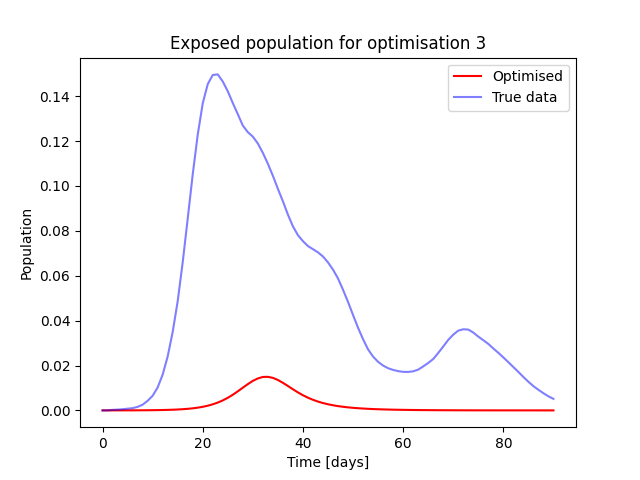 Exposed population for optimisation 3
Optimised
True data
Population
0.14
0.12
0.10
0.08
0.06
0.04
0.02
0.00
0 20 40 60 80
Time [days]